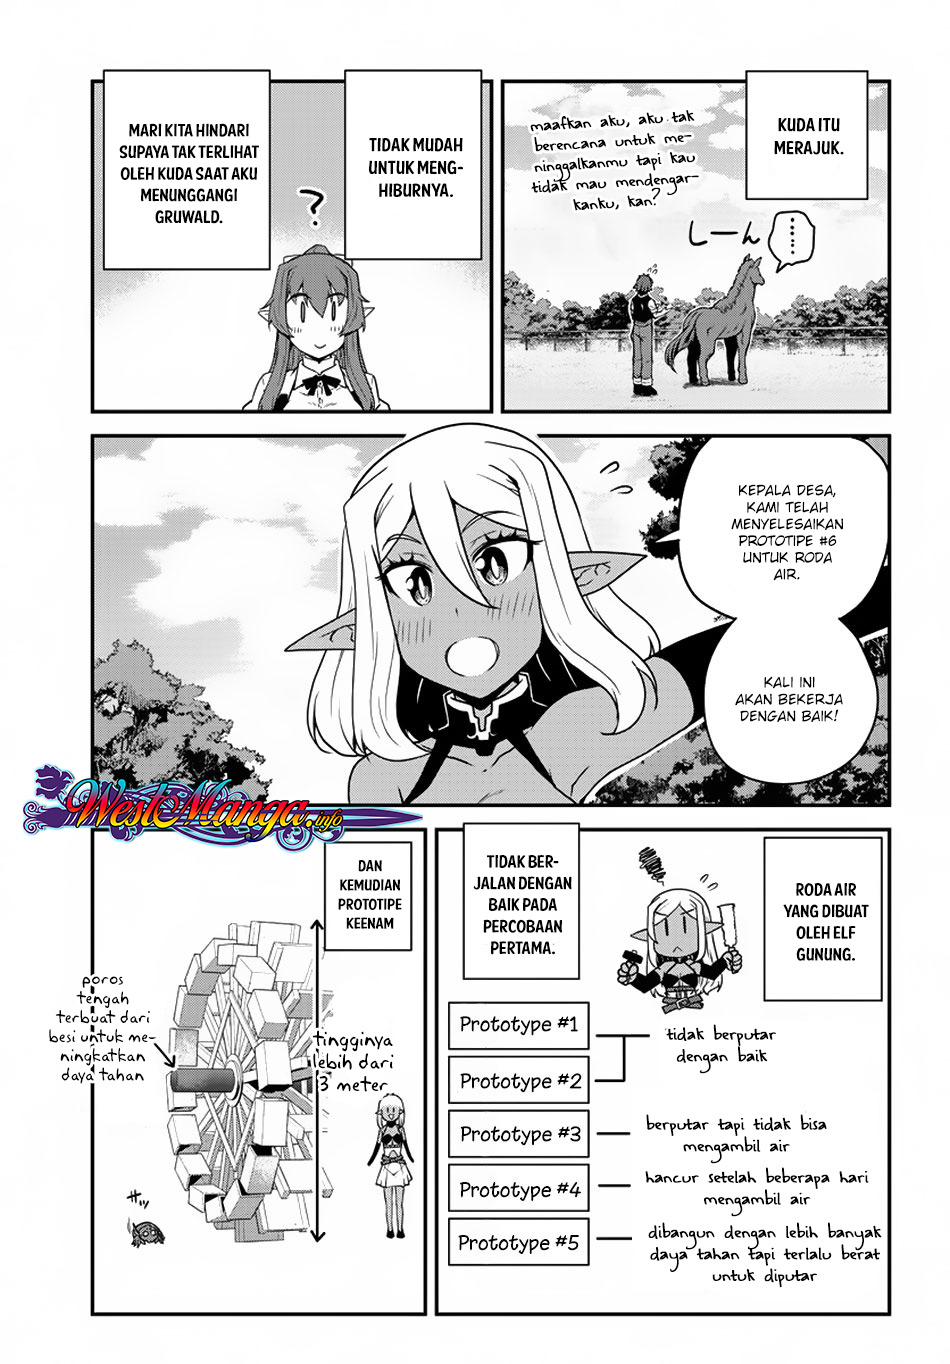 KUDA ITU
MERAJUK.
maafkan aku, aku tak
berencana untuk me-
ninggalkanmu tapi kau
tidak mau mendengar-
kanku, kan?
しーん
TIDAK MUDAH
UNTUK MENG-
HIBURNYA.
MARI KITA HINDARI
SUPAYA TAK TERLIHAT
OLEH KUDA SAAT AKU
MENUNGGANGI
GRUWALD.
?
KEPALA DESA,
KAMI TELAH
MENYELESAIKAN
PROTOTIPE #6
UNTUK RODA
AIR.
KALI INI
AKAN BEKERJA
DENGAN BAIK!
WestManga.info
RODA AIR
YANG DIBUAT
OLEH ELF
GUNUNG.
TIDAK BER-
JALAN DENGAN
BAIK PADA
PERCOBAAN
PERTAMA.
Prototype #1
Prototype #2
tidak berputar
dengan baik
Prototype #3
berputar tapi tidak bisa
mengambil air
Prototype #4
hancur setelah beberapa hari
mengambil air
Prototype #5
dibangun dengan lebih banyak
daya tahan tapi terlalu berat
untuk diputar
DAN
KEMUDIAN
PROTOTIPE
KEENAM
poros
tengah
terbuat dari
besi untuk me-
ningkatkan
daya tahan
tingginya
lebih dari
3 meter